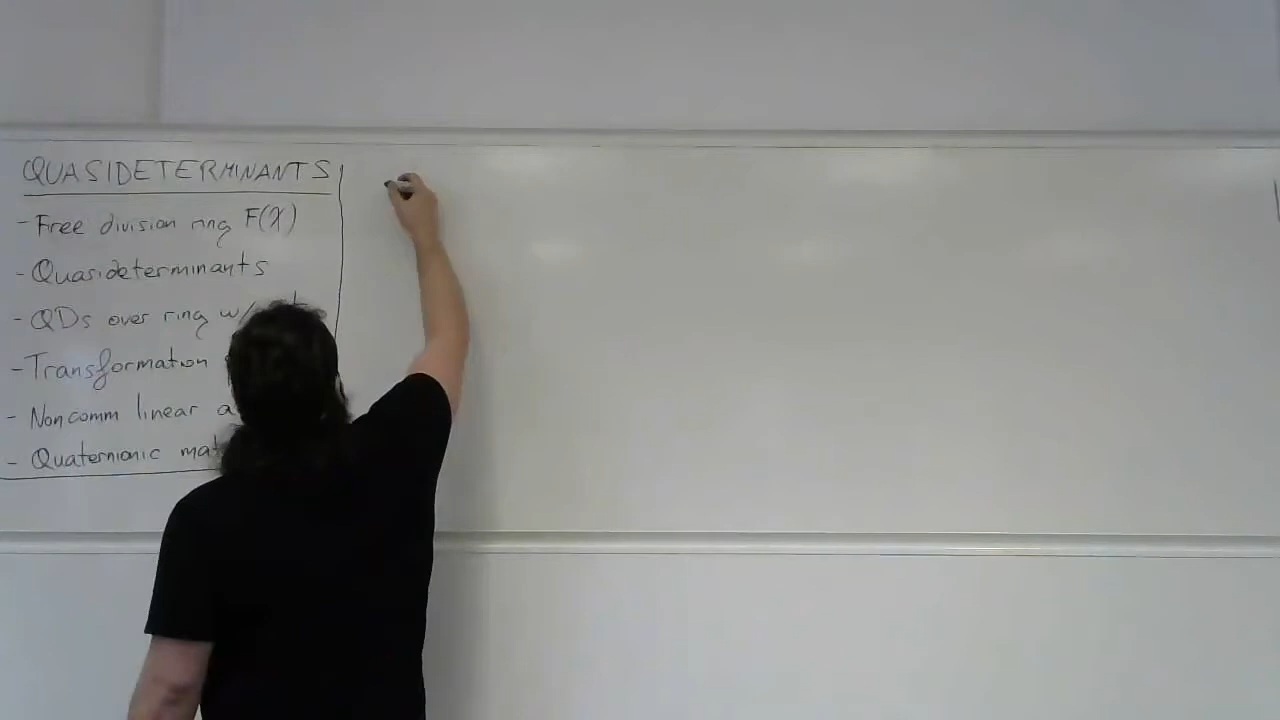 QUASIDETERMINANTS
- Free division ring F(X)
- Quasideterminants
- QDs over ring w/
- Transformation
- Noncomm linear a
- Quaternionic mat